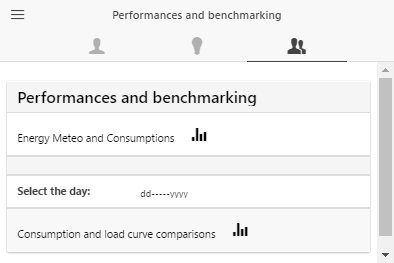 Performances and benchmarking
Performances and benchmarking
Energy Meteo and Consumptions
Select the day: dd-----yyyy
Consumption and load curve comparisons